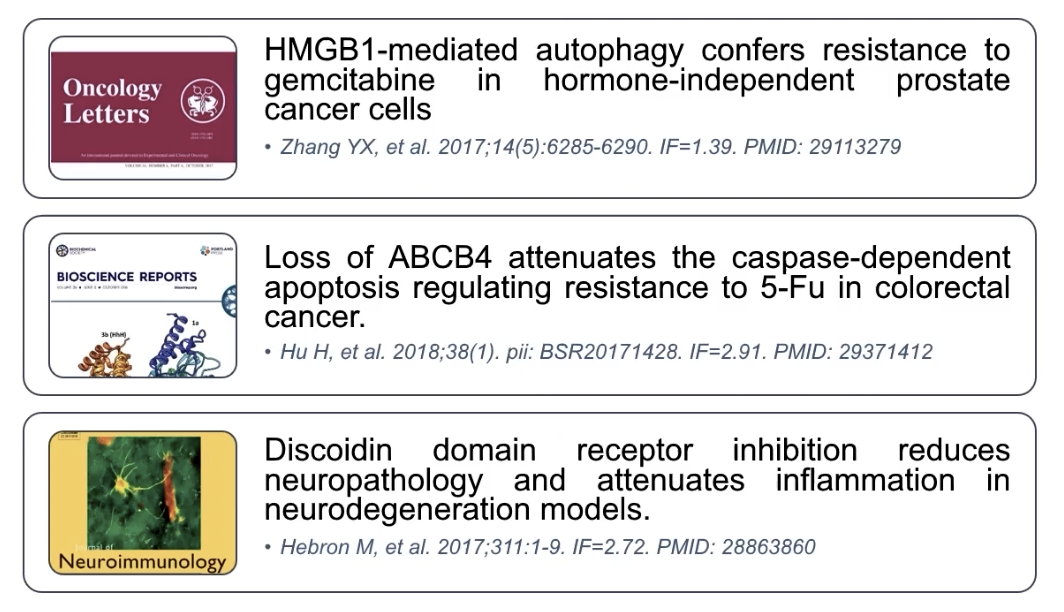 Oncology
Letters
HMGB1-mediated autophagy confers resistance to
gemcitabine in hormone-independent prostate
cancer cells
• Zhang YX, et al. 2017;14(5):6285-6290. IF=1.39. PMID: 29113279
BIOSCIENCE REPORTS
3b (HhH)
1a
Loss of ABCB4 attenuates the caspase-dependent
apoptosis regulating resistance to 5-Fu in colorectal
cancer.
• Hu H, et al. 2018;38(1). pii: BSR20171428. IF=2.91. PMID: 29371412
Journal of
Neuroimmunology
Discoidin domain receptor inhibition reduces
neuropathology and attenuates inflammation in
neurodegeneration models.
• Hebron M, et al. 2017;311:1-9. IF=2.72. PMID: 28863860